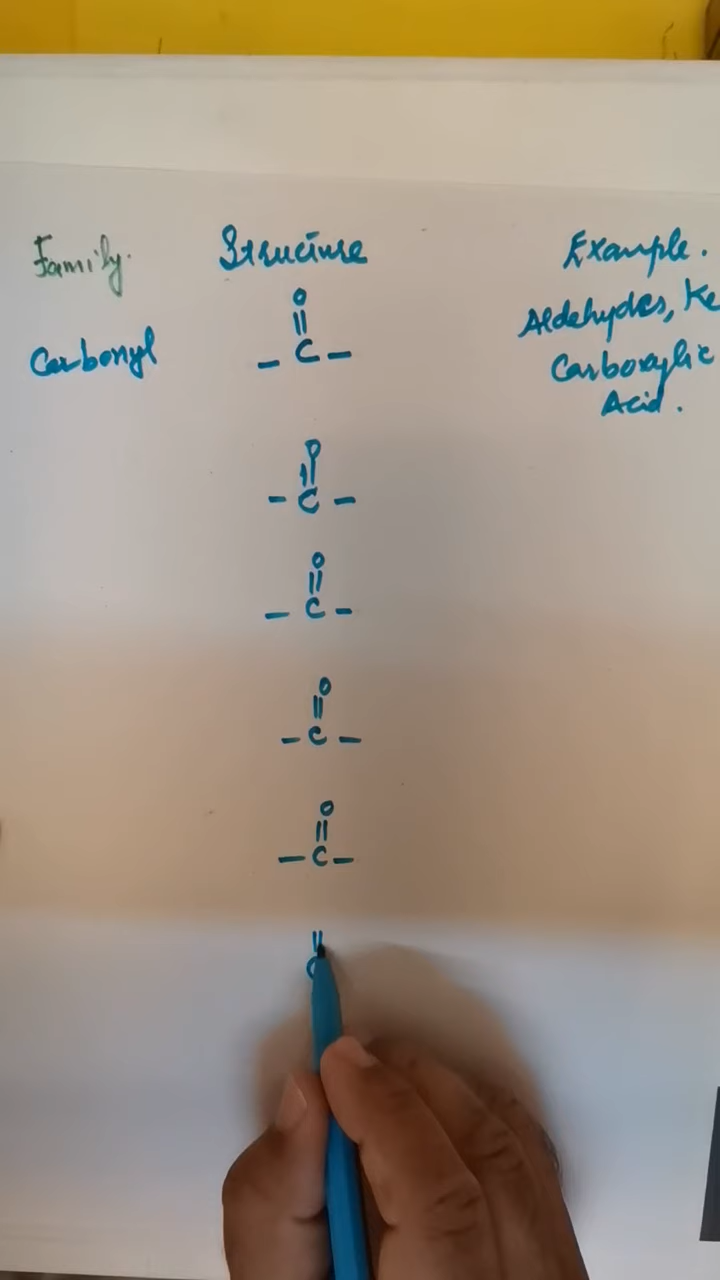 Family. Structure Example.
O
||
Carbonyl – C – Aldehydes, Ke
Carboxylic
Acid.
O
||
– C –
O
||
– C –
O
||
– C –
O
||
– C –
||
C